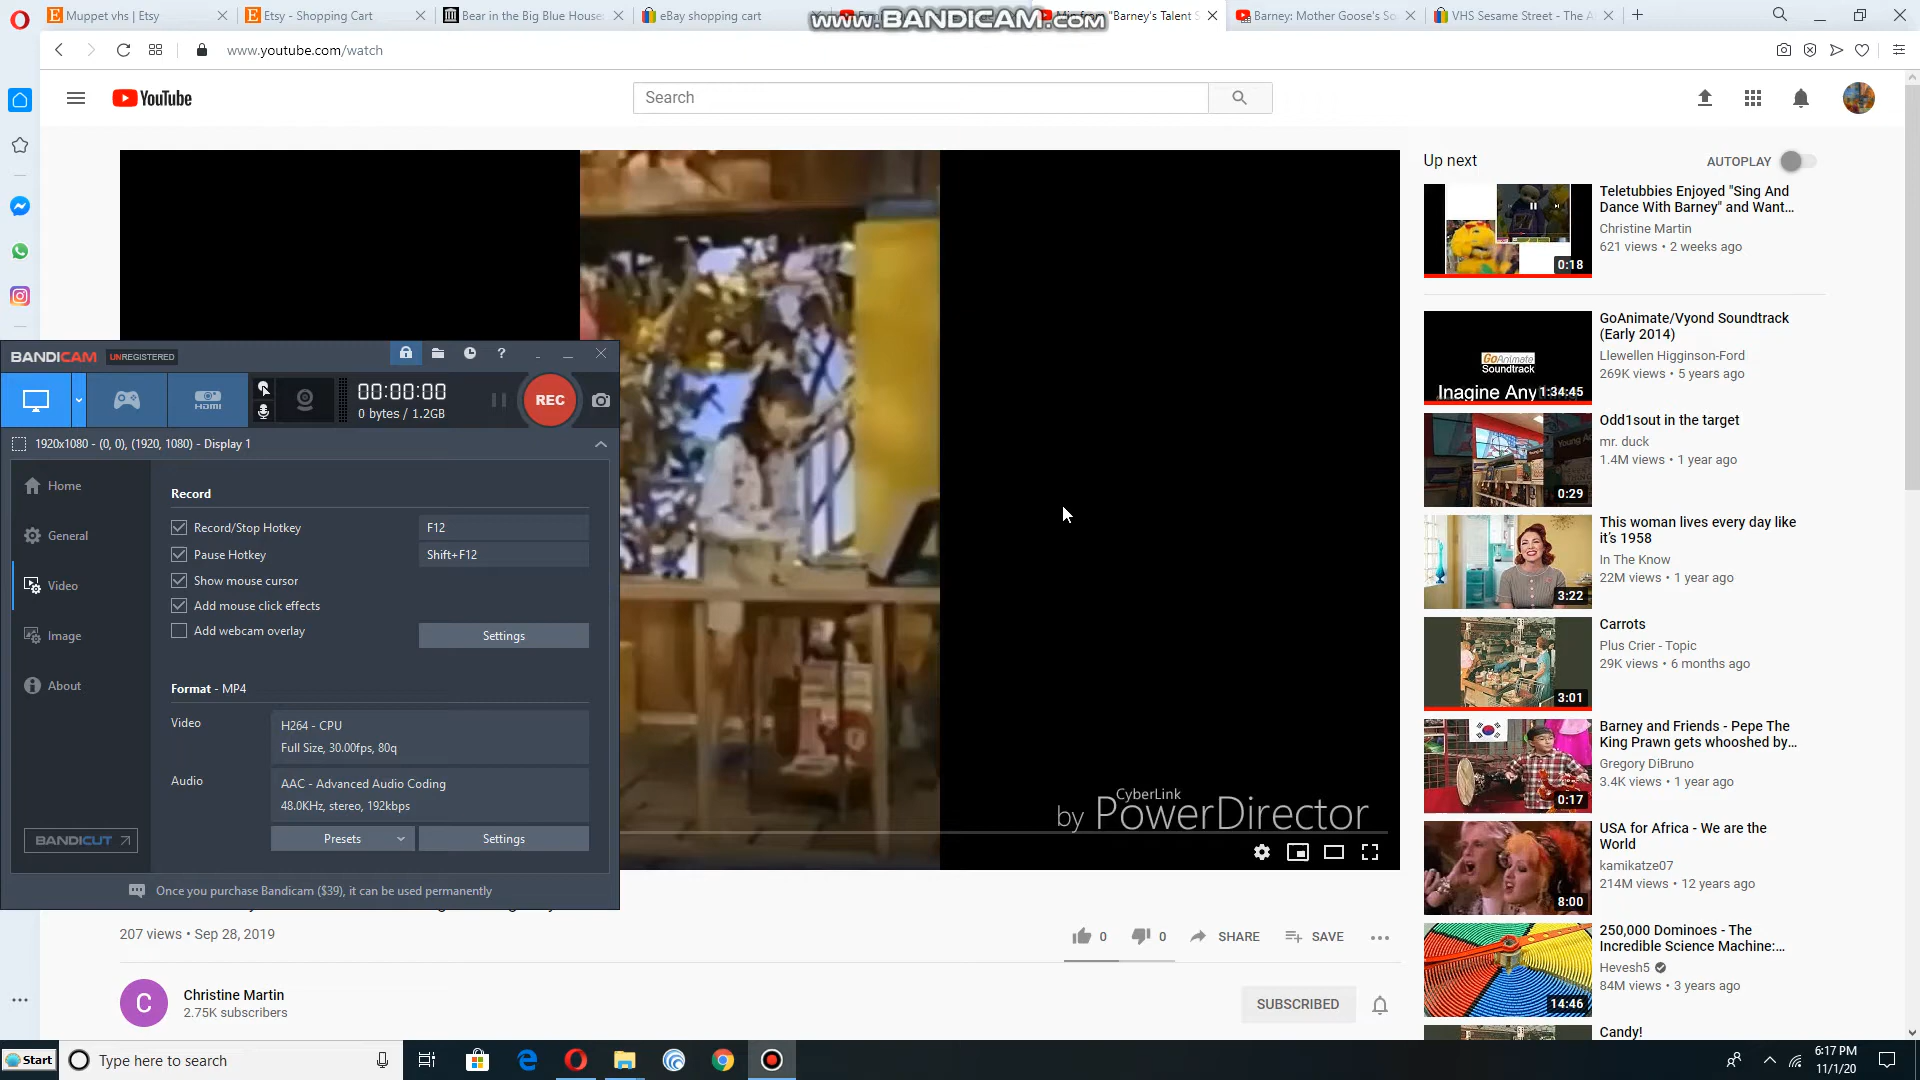 Muppet vhs | Etsy
Etsy - Shopping Cart
Bear in the Big Blue House:
eBay shopping cart
www.BANDICAM.com
"Barney's Talent S
Barney: Mother Goose's So
VHS Sesame Street - The A
www.youtube.com/watch
YouTube
Search
Up next
AUTOPLAY
Teletubbies Enjoyed "Sing And
Dance With Barney" and Want...
Christine Martin
621 views • 2 weeks ago
0:18
GoAnimate/Vyond Soundtrack
(Early 2014)
Llewellen Higginson-Ford
269K views • 5 years ago
GoAnimate
Soundtrack
Imagine Any
1:34:45
Odd1sout in the target
mr. duck
1.4M views • 1 year ago
0:29
This woman lives every day like
it's 1958
In The Know
22M views • 1 year ago
3:22
Carrots
Plus Crier - Topic
29K views • 6 months ago
3:01
Barney and Friends - Pepe The
King Prawn gets whooshed by...
Gregory DiBruno
3.4K views • 1 year ago
0:17
USA for Africa - We are the
World
kamikatze07
214M views • 12 years ago
8:00
250,000 Dominoes - The
Incredible Science Machine:...
Hevesh5
84M views • 3 years ago
14:46
Candy!
BANDICAM UNREGISTERED
?
HDMI
00:00:00
0 bytes / 1.2GB
REC
1920x1080 - (0, 0), (1920, 1080) - Display 1
Home
General
Video
Image
About
BANDICUT
Record
Record/Stop Hotkey
F12
Pause Hotkey
Shift+F12
Show mouse cursor
Add mouse click effects
Add webcam overlay
Settings
Format - MP4
Video
H264 - CPU
Full Size, 30.00fps, 80q
Audio
AAC - Advanced Audio Coding
48.0KHz, stereo, 192kbps
Presets
Settings
Once you purchase Bandicam ($39), it can be used permanently
CyberLink
by PowerDirector
207 views • Sep 28, 2019
0
0
SHARE
SAVE
C
Christine Martin
2.75K subscribers
SUBSCRIBED
Start
Type here to search
6:17 PM
11/1/20